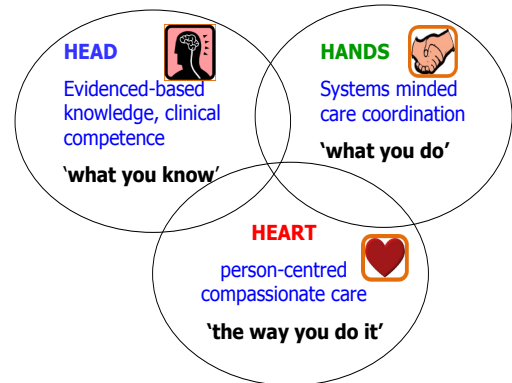 HEAD
Evidenced-based
knowledge, clinical
competence
‘what you know’
HANDS
Systems minded
care coordination
‘what you do’
HEART
person-centred
compassionate care
‘the way you do it’